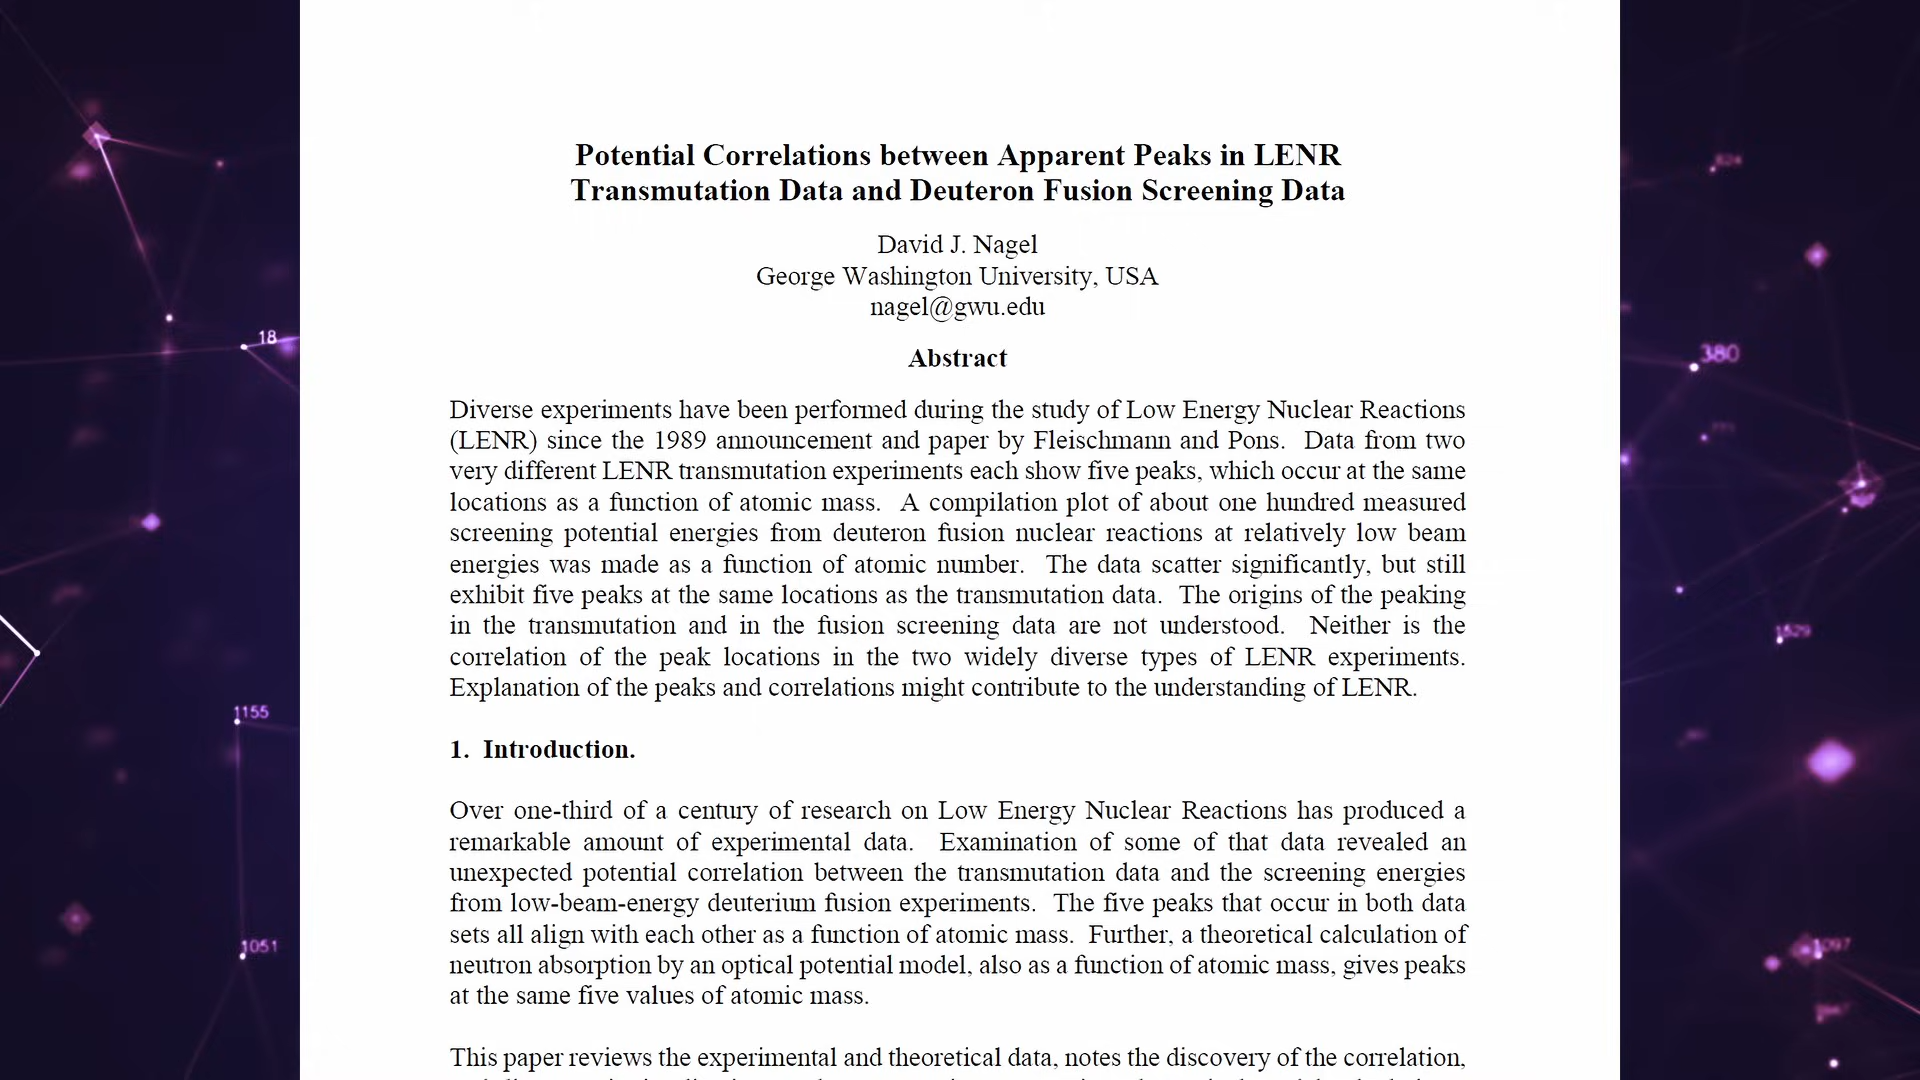 Potential Correlations between Apparent Peaks in LENR
Transmutation Data and Deuteron Fusion Screening Data
David J. Nagel
George Washington University, USA
nagel@gwu.edu
Abstract
Diverse experiments have been performed during the study of Low Energy Nuclear Reactions
(LENR) since the 1989 announcement and paper by Fleischmann and Pons. Data from two
very different LENR transmutation experiments each show five peaks, which occur at the same
locations as a function of atomic mass. A compilation plot of about one hundred measured
screening potential energies from deuteron fusion nuclear reactions at relatively low beam
energies was made as a function of atomic number. The data scatter significantly, but still
exhibit five peaks at the same locations as the transmutation data. The origins of the peaking
in the transmutation and in the fusion screening data are not understood. Neither is the
correlation of the peak locations in the two widely diverse types of LENR experiments.
Explanation of the peaks and correlations might contribute to the understanding of LENR.
1. Introduction.
Over one-third of a century of research on Low Energy Nuclear Reactions has produced a
remarkable amount of experimental data. Examination of some of that data revealed an
unexpected potential correlation between the transmutation data and the screening energies
from low-beam-energy deuterium fusion experiments. The five peaks that occur in both data
sets all align with each other as a function of atomic mass. Further, a theoretical calculation of
neutron absorption by an optical potential model, also as a function of atomic mass, gives peaks
at the same five values of atomic mass.
This paper reviews the experimental and theoretical data, notes the discovery of the correlation,
18
1155
1051
380
1529
1097